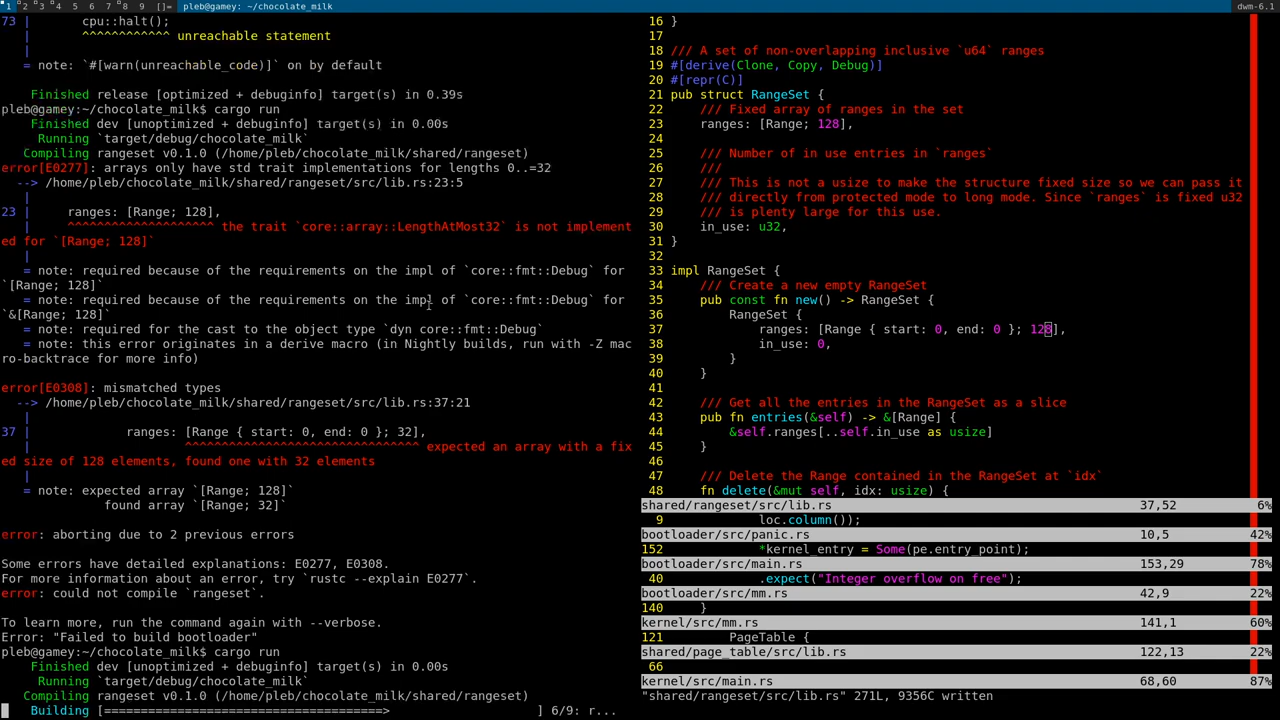 1 2 3 4 5 6 7 8 9 []= pleb@gamey: ~/chocolate_milk dwm-6.1
73 |       cpu::halt();
   |       ^^^^^^^^^^^^ unreachable statement
   |
   = note: `#[warn(unreachable_code)]` on by default
    Finished release [optimized + debuginfo] target(s) in 0.39s
pleb@gamey:~/chocolate_milk$ cargo run
    Finished dev [unoptimized + debuginfo] target(s) in 0.00s
     Running `target/debug/chocolate_milk`
   Compiling rangeset v0.1.0 (/home/pleb/chocolate_milk/shared/rangeset)
error[E0277]: arrays only have std trait implementations for lengths 0..=32
  --> /home/pleb/chocolate_milk/shared/rangeset/src/lib.rs:23:5
   |
23 |     ranges: [Range; 128],
   |     ^^^^^^^^^^^^^^^^^^^^ the trait `core::array::LengthAtMost32` is not implement
ed for `[Range; 128]`
   |
   = note: required because of the requirements on the impl of `core::fmt::Debug` for
`[Range; 128]`
   = note: required because of the requirements on the impl of `core::fmt::Debug` for
`&[Range; 128]`
   = note: required for the cast to the object type `dyn core::fmt::Debug`
   = note: this error originates in a derive macro (in Nightly builds, run with -Z mac
ro-backtrace for more info)
error[E0308]: mismatched types
  --> /home/pleb/chocolate_milk/shared/rangeset/src/lib.rs:37:21
   |
37 |             ranges: [Range { start: 0, end: 0 }; 32],
   |                     ^^^^^^^^^^^^^^^^^^^^^^^^^^^^^^^^ expected an array with a fix
ed size of 128 elements, found one with 32 elements
   |
   = note: expected array `[Range; 128]`
              found array `[Range; 32]`
error: aborting due to 2 previous errors
Some errors have detailed explanations: E0277, E0308.
For more information about an error, try `rustc --explain E0277`.
error: could not compile `rangeset`.
To learn more, run the command again with --verbose.
Error: "Failed to build bootloader"
pleb@gamey:~/chocolate_milk$ cargo run
    Finished dev [unoptimized + debuginfo] target(s) in 0.00s
     Running `target/debug/chocolate_milk`
   Compiling rangeset v0.1.0 (/home/pleb/chocolate_milk/shared/rangeset)
    Building [======================================>                    ] 6/9: r...
16 }
17
18 /// A set of non-overlapping inclusive `u64` ranges
19 #[derive(Clone, Copy, Debug)]
20 #[repr(C)]
21 pub struct RangeSet {
22     /// Fixed array of ranges in the set
23     ranges: [Range; 128],
24
25     /// Number of in use entries in `ranges`
26     ///
27     /// This is not a usize to make the structure fixed size so we can pass it
28     /// directly from protected mode to long mode. Since `ranges` is fixed u32
29     /// is plenty large for this use.
30     in_use: u32,
31 }
32
33 impl RangeSet {
34     /// Create a new empty RangeSet
35     pub const fn new() -> RangeSet {
36         RangeSet {
37             ranges: [Range { start: 0, end: 0 }; 128],
38             in_use: 0,
39         }
40     }
41
42     /// Get all the entries in the RangeSet as a slice
43     pub fn entries(&self) -> &[Range] {
44         &self.ranges[..self.in_use as usize]
45     }
46
47     /// Delete the Range contained in the RangeSet at `idx`
48     fn delete(&mut self, idx: usize) {
shared/rangeset/src/lib.rs 37,52 6%
9             loc.column());
bootloader/src/panic.rs 10,5 42%
152             *kernel_entry = Some(pe.entry_point);
bootloader/src/main.rs 153,29 78%
40             .expect("Integer overflow on free");
bootloader/src/mm.rs 42,9 22%
140     }
kernel/src/mm.rs 141,1 60%
121         PageTable {
shared/page_table/src/lib.rs 122,13 22%
66
kernel/src/main.rs 68,60 87%
"shared/rangeset/src/lib.rs" 271L, 9356C written